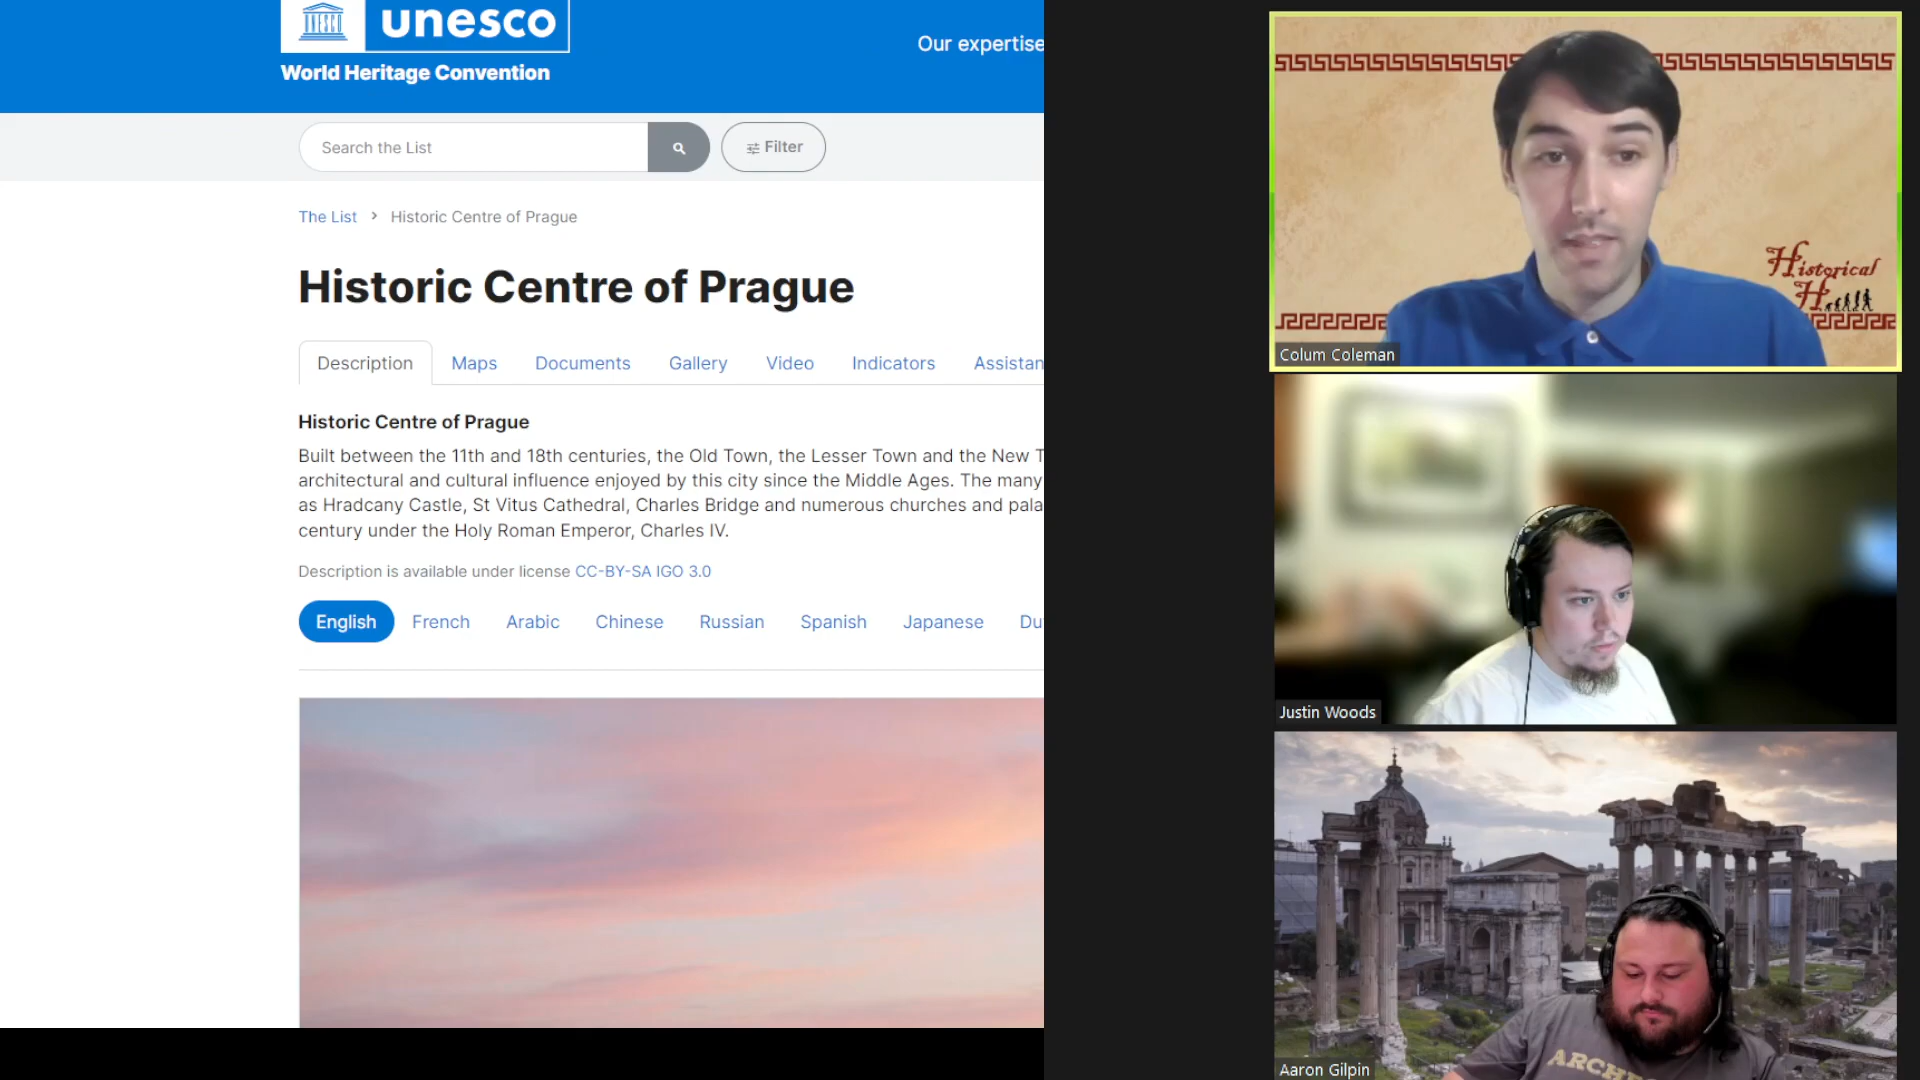 unesco
UNESCO
World Heritage Convention
Our expertise
Search the List
Filter
The List > Historic Centre of Prague
Historic Centre of Prague
Description Maps Documents Gallery Video Indicators Assistan
Historic Centre of Prague
Built between the 11th and 18th centuries, the Old Town, the Lesser Town and the New T
architectural and cultural influence enjoyed by this city since the Middle Ages. The many
as Hradcany Castle, St Vitus Cathedral, Charles Bridge and numerous churches and pala
century under the Holy Roman Emperor, Charles IV.
Description is available under license CC-BY-SA IGO 3.0
English French Arabic Chinese Russian Spanish Japanese Du
Historical
H
Colum Coleman
Justin Woods
ARCH
Aaron Gilpin